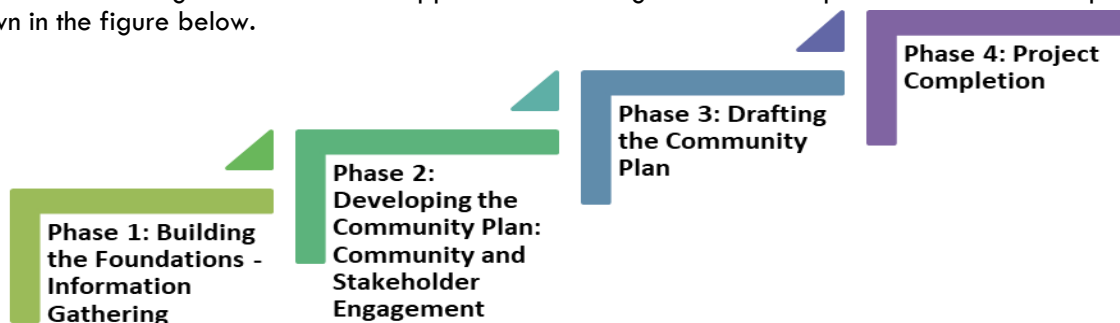 wn in the figure below.
Phase 1: Building
the Foundations -
Information
Gathering
Phase 2:
Developing the
Community Plan:
Community and
Stakeholder
Engagement
Phase 3: Drafting
the Community
Plan
Phase 4: Project
Completion